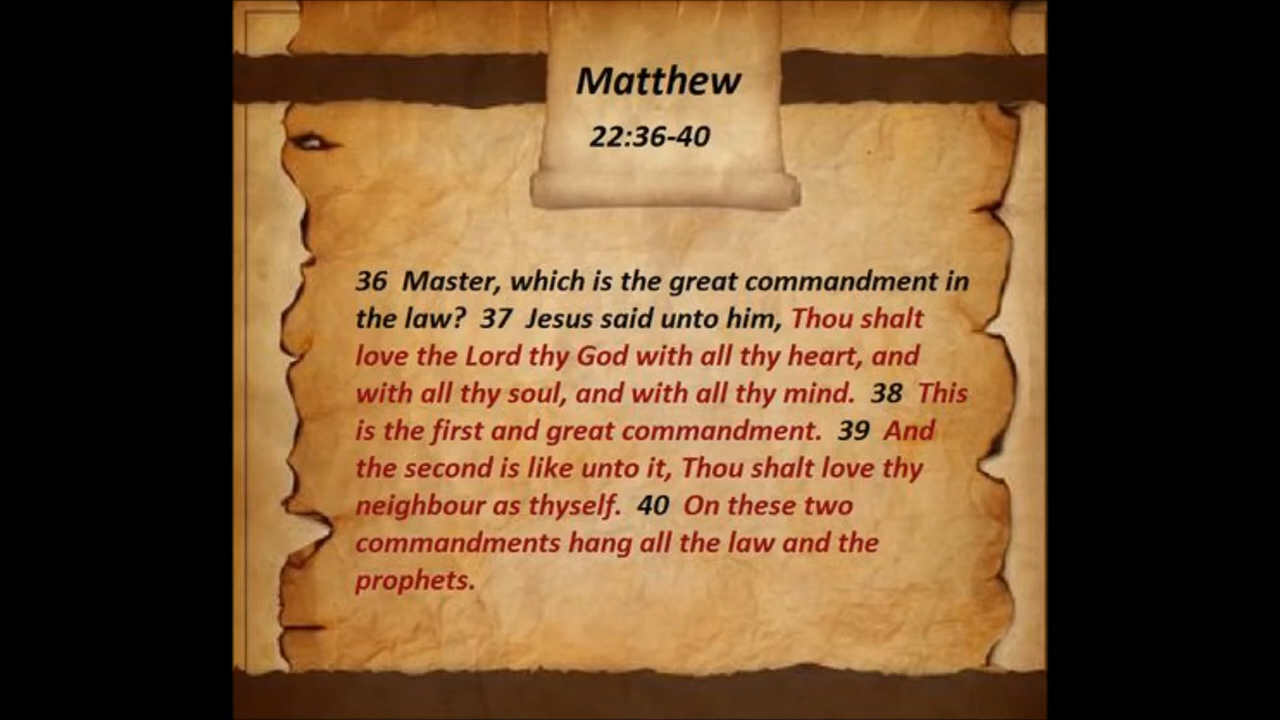 Matthew
22:36-40
36 Master, which is the great commandment in
the law? 37 Jesus said unto him, Thou shalt
love the Lord thy God with all thy heart, and
with all thy soul, and with all thy mind. 38 This
is the first and great commandment. 39 And
the second is like unto it, Thou shalt love thy
neighbour as thyself. 40 On these two
commandments hang all the law and the
prophets.